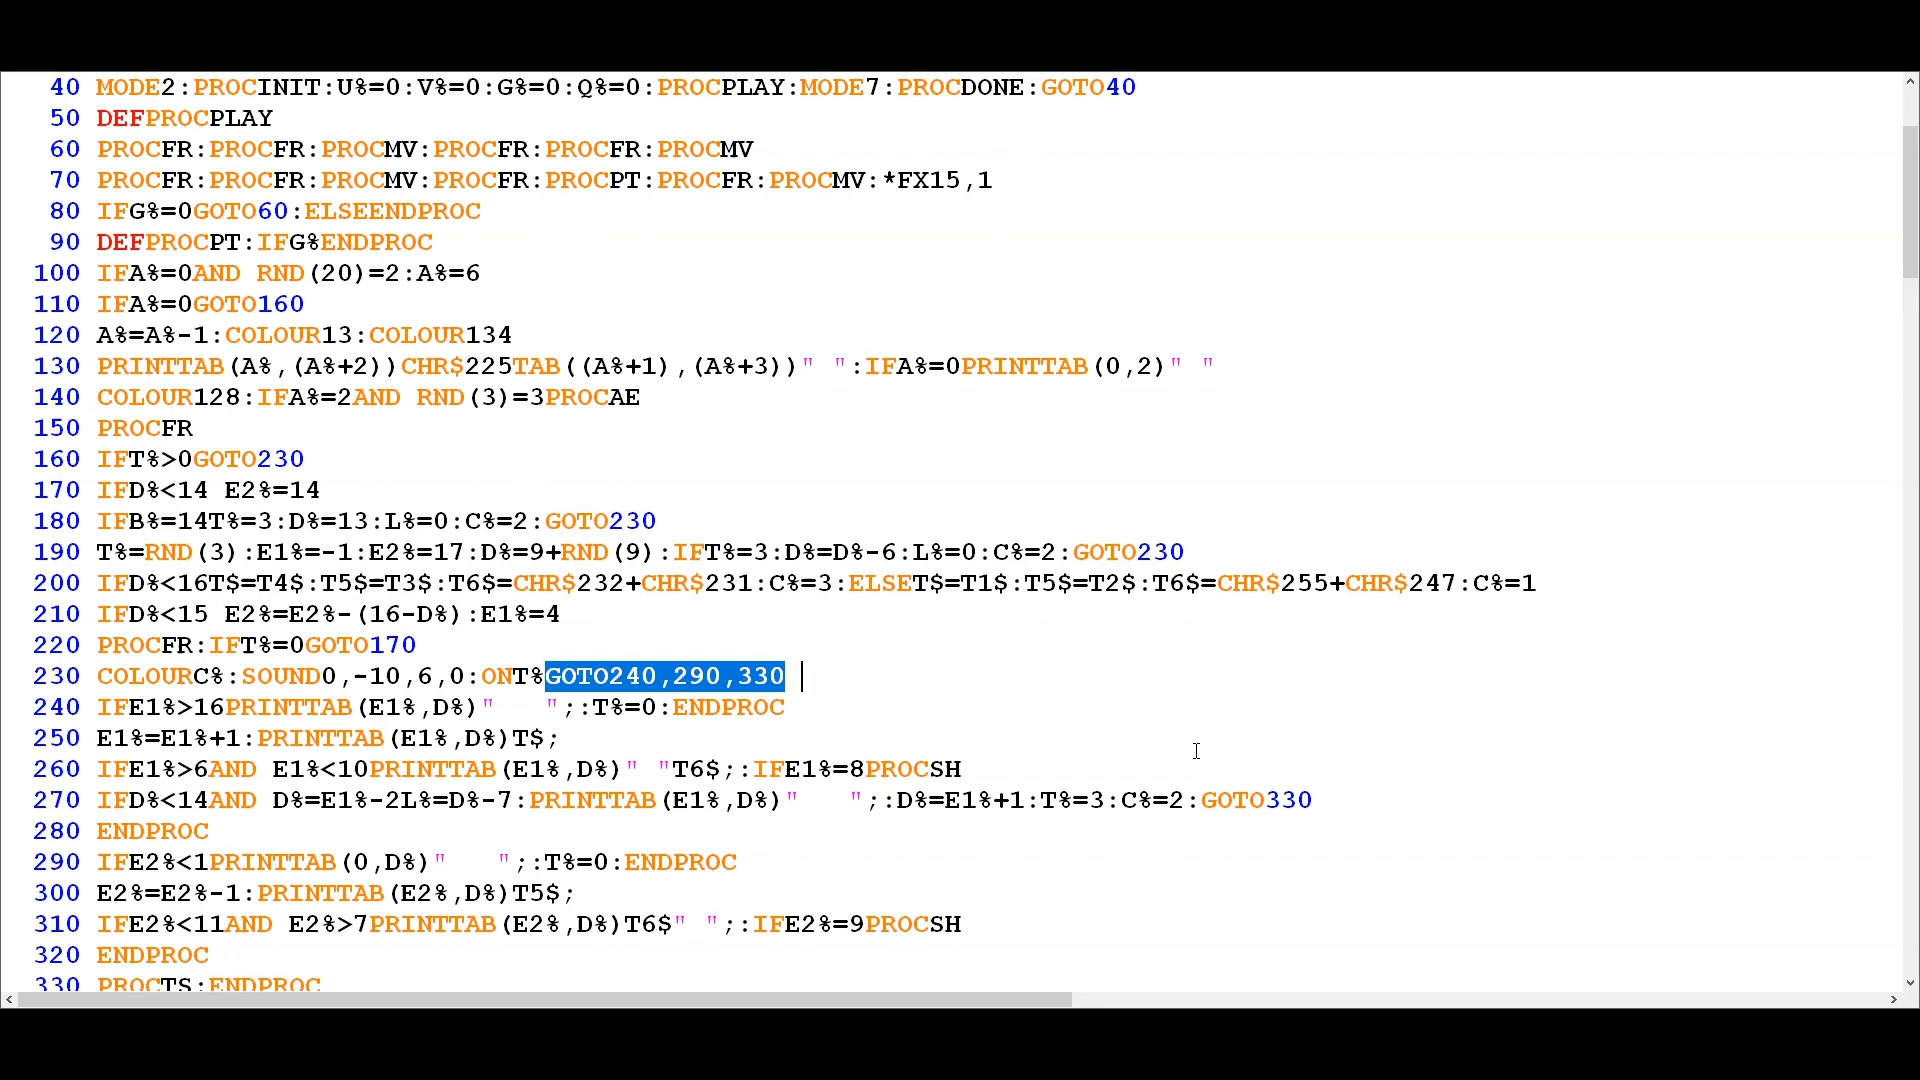 40 MODE2:PROCINIT:U%=0:V%=0:G%=0:Q%=0:PROCPLAY:MODE7:PROCDONE:GOTO40
50 DEFPROCPLAY
60 PROCFR:PROCFR:PROCMV:PROCFR:PROCFR:PROCMV
70 PROCFR:PROCFR:PROCMV:PROCFR:PROCPT:PROCFR:PROCMV:*FX15,1
80 IFG%=0GOTO60:ELSEENDPROC
90 DEFPROCPT:IFG%ENDPROC
100 IFA%=0AND RND(20)=2:A%=6
110 IFA%=0GOTO160
120 A%=A%-1:COLOUR13:COLOUR134
130 PRINTTAB(A%,(A%+2))CHR$225TAB((A%+1),(A%+3))" ":IFA%=0PRINTTAB(0,2)" "
140 COLOUR128:IFA%=2AND RND(3)=3PROCAE
150 PROCFR
160 IFT%>0GOTO230
170 IFD%<14 E2%=14
180 IFB%=14T%=3:D%=13:L%=0:C%=2:GOTO230
190 T%=RND(3):E1%=-1:E2%=17:D%=9+RND(9):IFT%=3:D%=D%-6:L%=0:C%=2:GOTO230
200 IFD%<16T$=T4$:T5$=T3$:T6$=CHR$232+CHR$231:C%=3:ELSET$=T1$:T5$=T2$:T6$=CHR$255+CHR$247:C%=1
210 IFD%<15 E2%=E2%-(16-D%):E1%=4
220 PROCFR:IFT%=0GOTO170
230 COLOURC%:SOUND0,-10,6,0:ONT%GOTO240,290,330
240 IFE1%>16PRINTTAB(E1%,D%)"   ";:T%=0:ENDPROC
250 E1%=E1%+1:PRINTTAB(E1%,D%)T$;
260 IFE1%>6AND E1%<10PRINTTAB(E1%,D%)" "T6$;:IFE1%=8PROCSH
270 IFD%<14AND D%=E1%-2L%=D%-7:PRINTTAB(E1%,D%)"   ";:D%=E1%+1:T%=3:C%=2:GOTO330
280 ENDPROC
290 IFE2%<1PRINTTAB(0,D%)"   ";:T%=0:ENDPROC
300 E2%=E2%-1:PRINTTAB(E2%,D%)T5$;
310 IFE2%<11AND E2%>7PRINTTAB(E2%,D%)T6$" ";:IFE2%=9PROCSH
320 ENDPROC
330 PROCTS:ENDPROC